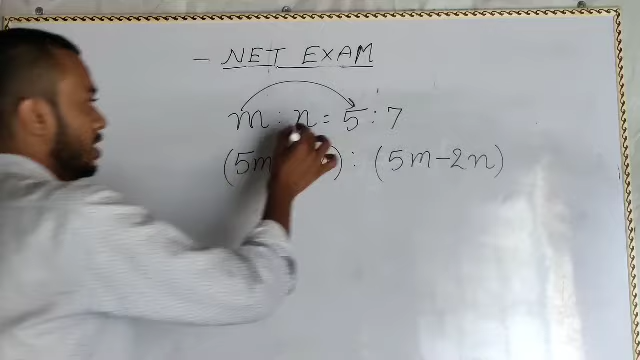 - NET EXAM
m : n = 5 : 7
(5m ) : (5m-2n)